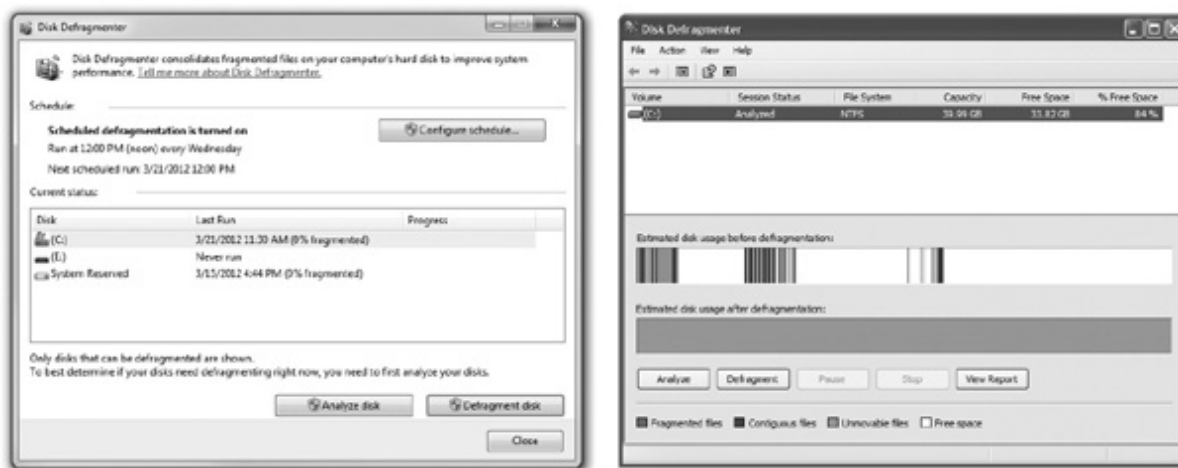 Disk Defragmenter
Disk Defragmenter consolidates fragmented files on your computer's hard disk to improve system
performance. Tell me more about Disk Defragmenter.
Schedule:
Scheduled defragmentation is turned on
Configure schedule...
Run at 12:00 PM (noon) every Wednesday
Next scheduled run: 3/21/2012 12:00 PM
Current status:
Disk Last Run Progress
(C:) 3/21/2012 11:30 AM (0% fragmented)
Never run
System Reserved 3/15/2012 4:44 PM (0% fragmented)
Only disks that can be defragmented are shown.
To best determine if your disks need defragmenting right now, you need to first analyze your disks.
Analyze disk Defragment disk
Close
Disk Defragmenter
File Action View Help
Volume Session Status File System Capacity Free Space % Free Space
(C:) Analyzed NTFS 39.99 GB 33.82 GB 84 %
Estimated disk usage before defragmentation:
Estimated disk usage after defragmentation:
Analyze Defragment Pause Stop View Report
Fragmented files Contiguous files Unmovable files Free space